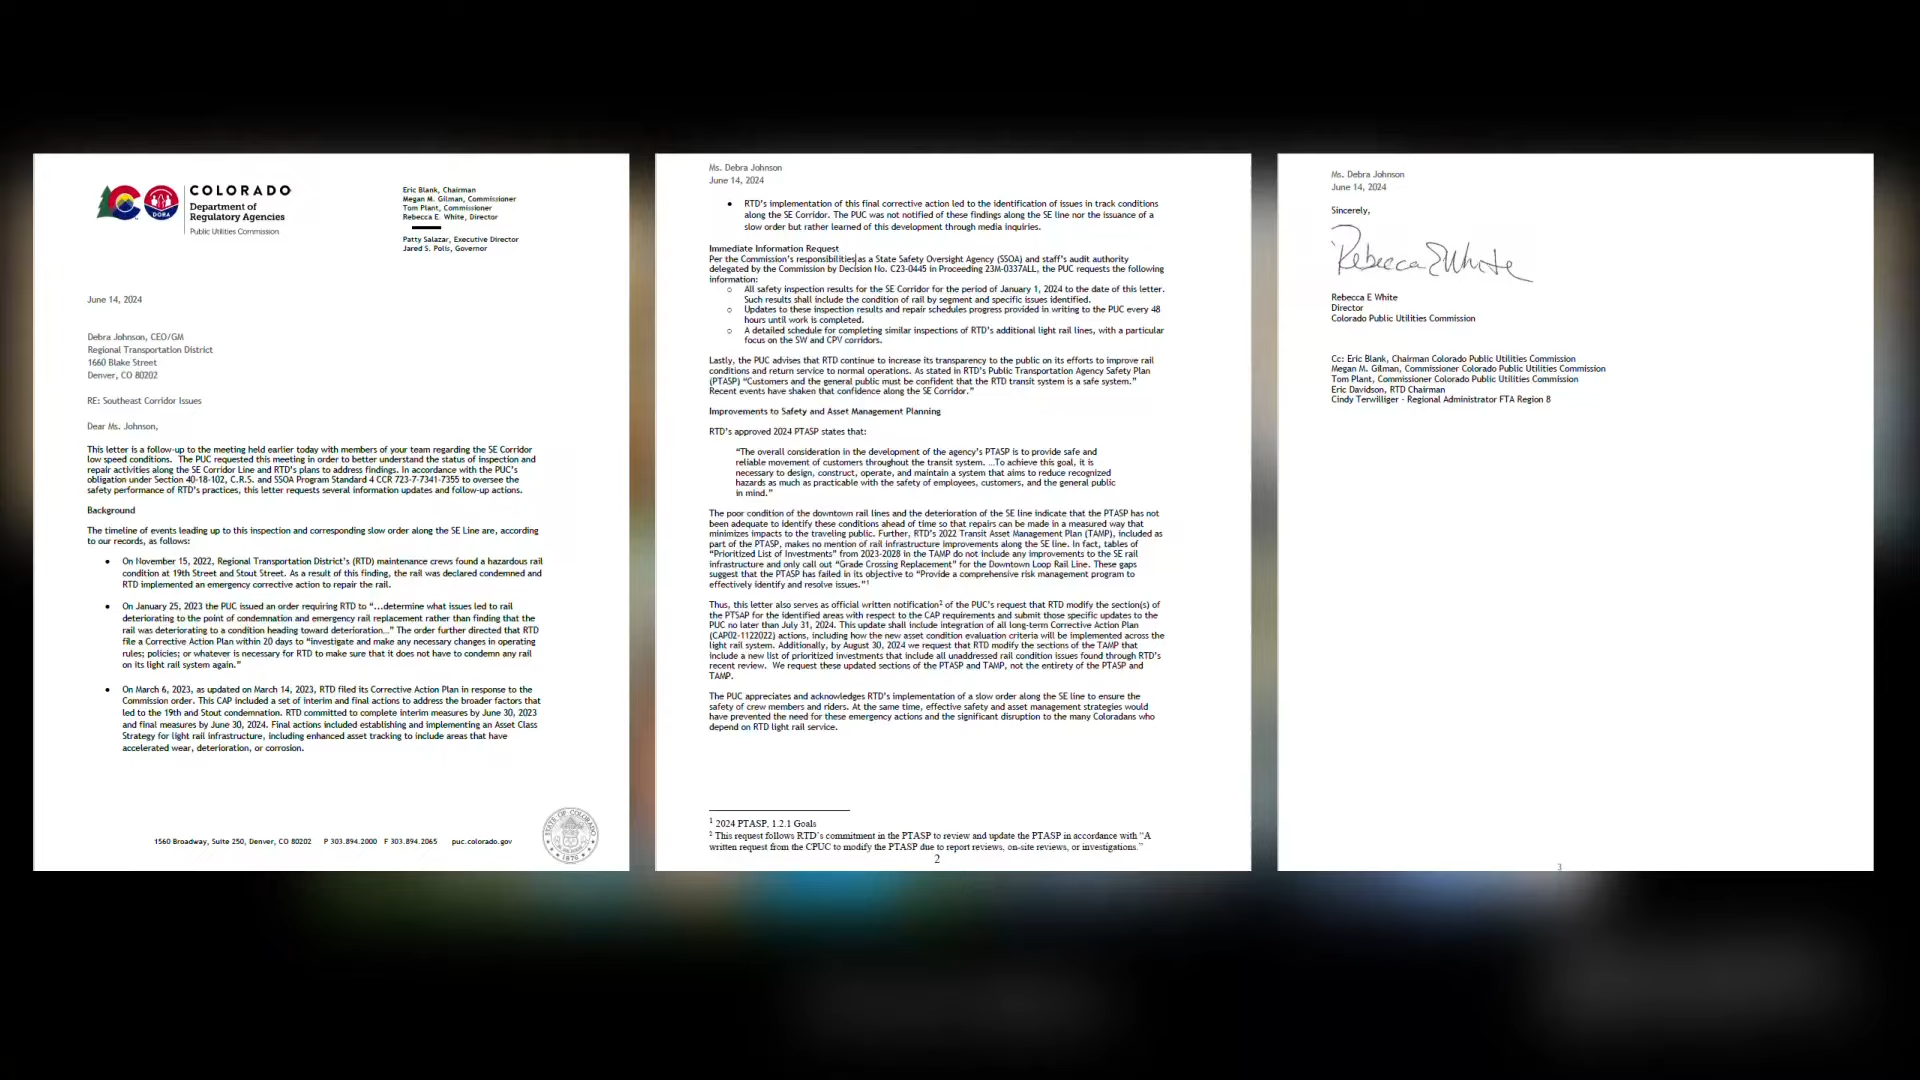 COLORADO
Department of
Regulatory Agencies
Public Utilities Commission
DORA
Eric Blank, Chairman
Megan M. Gilman, Commissioner
Tom Plant, Commissioner
Rebecca E. White, Director
Patty Salazar, Executive Director
Jared S. Polis, Governor
June 14, 2024
Debra Johnson, CEO/GM
Regional Transportation District
1660 Blake Street
Denver, CO 80202
RE: Southeast Corridor Issues
Dear Ms. Johnson,
This letter is a follow-up to the meeting held earlier today with members of your team regarding the SE Corridor
low speed conditions. The PUC requested this meeting in order to better understand the status of inspection and
repair activities along the SE Corridor Line and RTD's plans to address findings. In accordance with the PUC's
obligation under Section 40-18-102, C.R.S. and SSOA Program Standard 4 CCR 723-7-7341-7355 to oversee the
safety performance of RTD's practices, this letter requests several information updates and follow-up actions.
Background
The timeline of events leading up to this inspection and corresponding slow order along the SE Line are, according
to our records, as follows:
• On November 15, 2022, Regional Transportation District's (RTD) maintenance crews found a hazardous rail
condition at 19th Street and Stout Street. As a result of this finding, the rail was declared condemned and
RTD implemented an emergency corrective action to repair the rail.
• On January 25, 2023 the PUC issued an order requiring RTD to "...determine what issues led to rail
deteriorating to the point of condemnation and emergency rail replacement rather than finding that the
rail was deteriorating to a condition heading toward deterioration..." The order further directed that RTD
file a Corrective Action Plan within 20 days to "investigate and make any necessary changes in operating
rules; policies; or whatever is necessary for RTD to make sure that it does not have to condemn any rail
on its light rail system again."
• On March 6, 2023, as updated on March 14, 2023, RTD filed its Corrective Action Plan in response to the
Commission order. This CAP included a set of interim and final actions to address the broader factors that
led to the 19th and Stout condemnation. RTD committed to complete interim measures by June 30, 2023
and final measures by June 30, 2024. Final actions included establishing and implementing an Asset Class
Strategy for light rail infrastructure, including enhanced asset tracking to include areas that have
accelerated wear, deterioration, or corrosion.
1560 Broadway, Suite 250, Denver, CO 80202 P 303.894.2000 F 303.894.2065 puc.colorado.gov
STATE OF COLORADO
1876
Ms. Debra Johnson
June 14, 2024
• RTD's implementation of this final corrective action led to the identification of issues in track conditions
along the SE Corridor. The PUC was not notified of these findings along the SE line nor the issuance of a
slow order but rather learned of this development through media inquiries.
Immediate Information Request
Per the Commission's responsibilities as a State Safety Oversight Agency (SSOA) and staff's audit authority
delegated by the Commission by Decision No. C23-0445 in Proceeding 23M-0337ALL, the PUC requests the following
information:
o All safety inspection results for the SE Corridor for the period of January 1, 2024 to the date of this letter.
Such results shall include the condition of rail by segment and specific issues identified.
o Updates to these inspection results and repair schedules progress provided in writing to the PUC every 48
hours until work is completed.
o A detailed schedule for completing similar inspections of RTD's additional light rail lines, with a particular
focus on the SW and CPV corridors.
Lastly, the PUC advises that RTD continue to increase its transparency to the public on its efforts to improve rail
conditions and return service to normal operations. As stated in RTD's Public Transportation Agency Safety Plan
(PTASP) "Customers and the general public must be confident that the RTD transit system is a safe system."
Recent events have shaken that confidence along the SE Corridor."
Improvements to Safety and Asset Management Planning
RTD's approved 2024 PTASP states that:
"The overall consideration in the development of the agency's PTASP is to provide safe and
reliable movement of customers throughout the transit system. ...To achieve this goal, it is
necessary to design, construct, operate, and maintain a system that aims to reduce recognized
hazards as much as practicable with the safety of employees, customers, and the general public
in mind."
The poor condition of the downtown rail lines and the deterioration of the SE line indicate that the PTASP has not
been adequate to identify these conditions ahead of time so that repairs can be made in a measured way that
minimizes impacts to the traveling public. Further, RTD's 2022 Transit Asset Management Plan (TAMP), included as
part of the PTASP, makes no mention of rail infrastructure improvements along the SE line. In fact, tables of
"Prioritized List of Investments" from 2023-2028 in the TAMP do not include any improvements to the SE rail
infrastructure and only call out "Grade Crossing Replacement" for the Downtown Loop Rail Line. These gaps
suggest that the PTASP has failed in its objective to "Provide a comprehensive risk management program to
effectively identify and resolve issues."1
Thus, this letter also serves as official written notification2 of the PUC's request that RTD modify the section(s) of
the PTSAP for the identified areas with respect to the CAP requirements and submit those specific updates to the
PUC no later than July 31, 2024. This update shall include integration of all long-term Corrective Action Plan
(CAP02-1122022) actions, including how the new asset condition evaluation criteria will be implemented across the
light rail system. Additionally, by August 30, 2024 we request that RTD modify the sections of the TAMP that
include a new list of prioritized investments that include all unaddressed rail condition issues found through RTD's
recent review. We request these updated sections of the PTASP and TAMP, not the entirety of the PTASP and
TAMP.
The PUC appreciates and acknowledges RTD's implementation of a slow order along the SE line to ensure the
safety of crew members and riders. At the same time, effective safety and asset management strategies would
have prevented the need for these emergency actions and the significant disruption to the many Coloradans who
depend on RTD light rail service.
1 2024 PTASP, 1.2.1 Goals
2 This request follows RTD's commitment in the PTASP to review and update the PTASP in accordance with "A
written request from the CPUC to modify the PTASP due to report reviews, on-site reviews, or investigations."
2
Ms. Debra Johnson
June 14, 2024
Sincerely,
Rebecca E White
Rebecca E White
Director
Colorado Public Utilities Commission
Cc: Eric Blank, Chairman Colorado Public Utilities Commission
Megan M. Gilman, Commissioner Colorado Public Utilities Commission
Tom Plant, Commissioner Colorado Public Utilities Commission
Eric Davidson, RTD Chairman
Cindy Terwilliger - Regional Administrator FTA Region 8
3